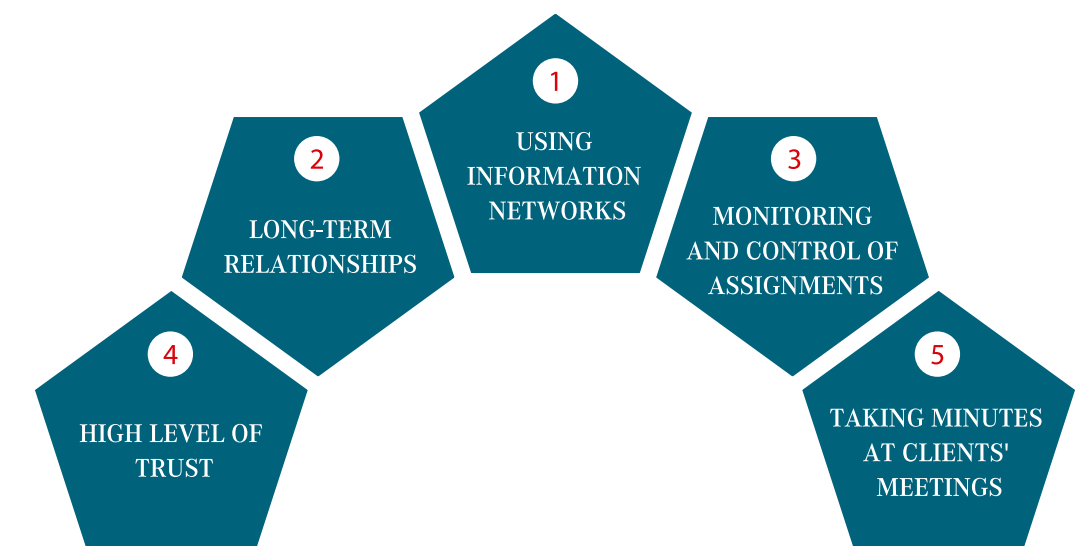 1
USING
INFORMATION
NETWORKS
2
LONG-TERM
RELATIONSHIPS
3
MONITORING
AND CONTROL OF
ASSIGNMENTS
4
HIGH LEVEL OF
TRUST
5
TAKING MINUTES
AT CLIENTS'
MEETINGS